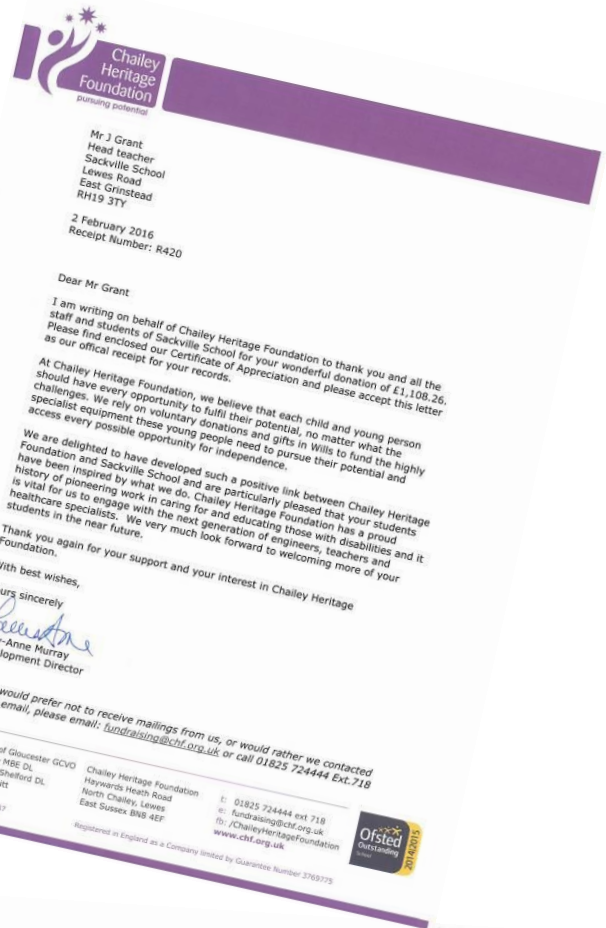 Chailey
Heritage
Foundation
pursuing potential
Mr J Grant
Head teacher
Sackville School
Lewes Road
East Grinstead
RH19 3TY
2 February 2016
Receipt Number: R420
Dear Mr Grant
I am writing on behalf of Chailey Heritage Foundation to thank you and all the
staff and students of Sackville School for your wonderful donation of £1,108.26.
Please find enclosed our Certificate of Appreciation and please accept this letter
as our offical receipt for your records.
At Chailey Heritage Foundation, we believe that each child and young person
should have every opportunity to fulfil their potential, no matter what the
challenges. We rely on voluntary donations and gifts in Wills to fund the highly
specialist equipment these young people need to pursue their potential and
access every possible opportunity for independence.
We are delighted to have developed such a positive link between Chailey Heritage
Foundation and Sackville School and are particularly pleased that your students
have been inspired by what we do. Chailey Heritage Foundation has a proud
history of pioneering work in caring for and educating those with disabilities and it
is vital for us to engage with the next generation of engineers, teachers and
healthcare specialists. We very much look forward to welcoming more of your
students in the near future.
Thank you again for your support and your interest in Chailey Heritage
Foundation.
With best wishes,
urs sincerely
-Anne Murray
lopment Director
would prefer not to receive mailings from us, or would rather we contacted
email, please email: fundraising@chf.org.uk or call 01825 724444 Ext.718
of Gloucester GCVO
MBE DL
Shelford DL
itt
Chailey Heritage Foundation
Haywards Heath Road
North Chailey, Lewes
East Sussex BN8 4EF
t: 01825 724444 ext 718
e: fundraising@chf.org.uk
fb: /ChaileyHeritageFoundation
www.chf.org.uk
Ofsted
Outstanding
School
2014|2015
Registered in England as a Company limited by Guarantee Number 3769775